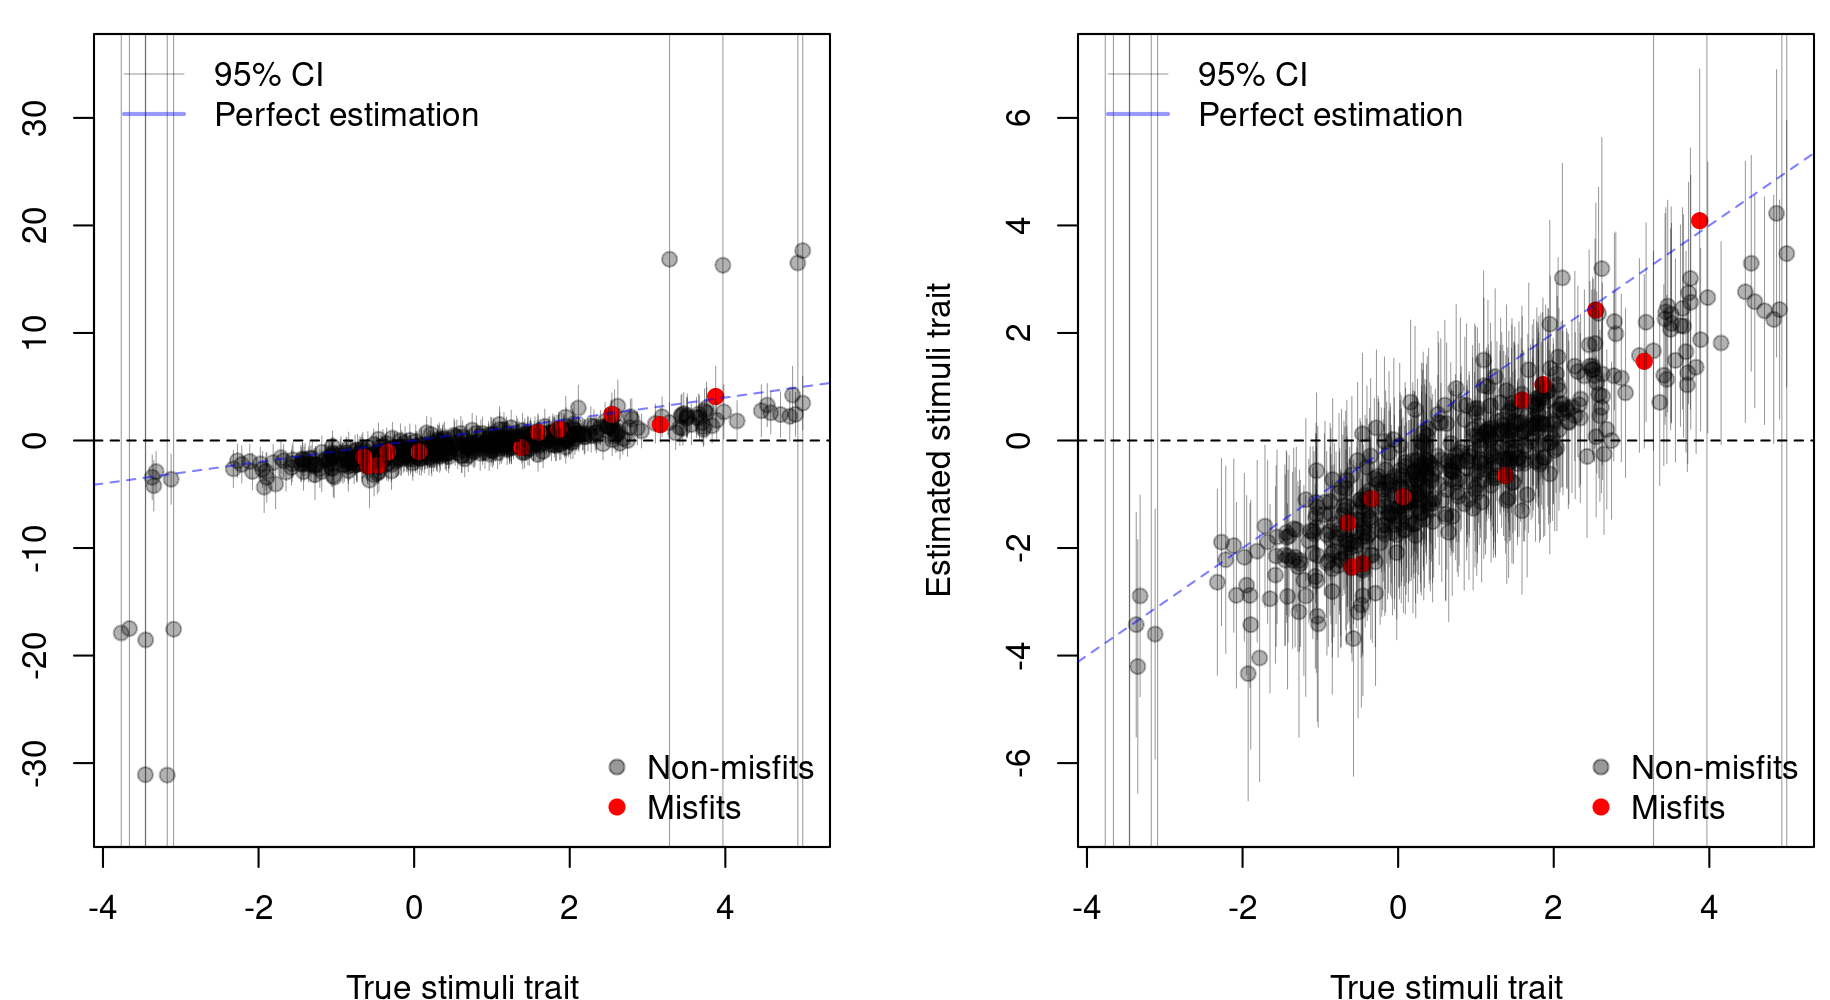 95% CI
Perfect estimation
30
20
10
0
-10
-20
-30
Non-misfits
Misfits
-4
-2
0
2
4
True stimuli trait
95% CI
Perfect estimation
Estimated stimuli trait
6
4
2
0
-2
-4
-6
Non-misfits
Misfits
-4
-2
0
2
4
True stimuli trait